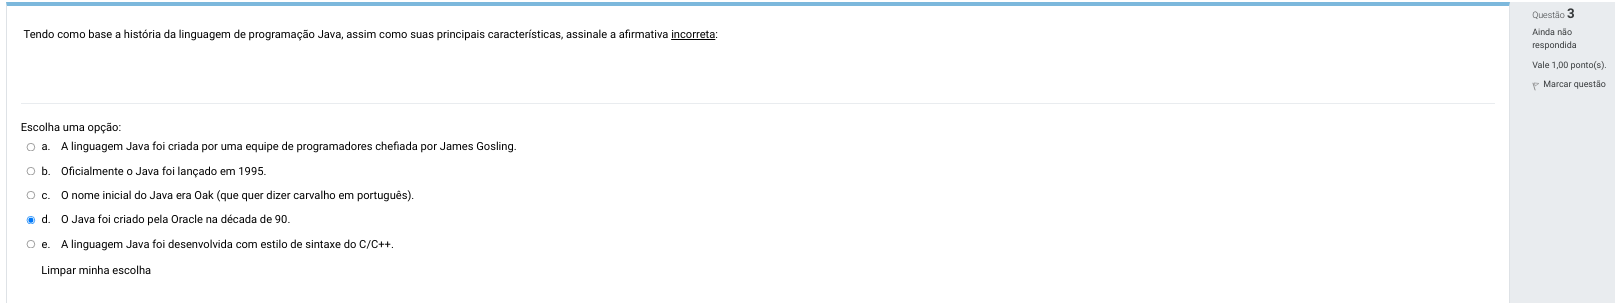 Tendo como base a história da linguagem de programação Java, assim como suas principais características, assinale a afirmativa incorreta:
Escolha uma opção:
a. A linguagem Java foi criada por uma equipe de programadores chefiada por James Gosling.
b. Oficialmente o Java foi lançado em 1995.
c. O nome inicial do Java era Oak (que quer dizer carvalho em português).
d. O Java foi criado pela Oracle na década de 90.
e. A linguagem Java foi desenvolvida com estilo de sintaxe do C/C++.
Limpar minha escolha
Questão 3
Ainda não
respondida
Vale 1,00 ponto(s).
Marcar questão